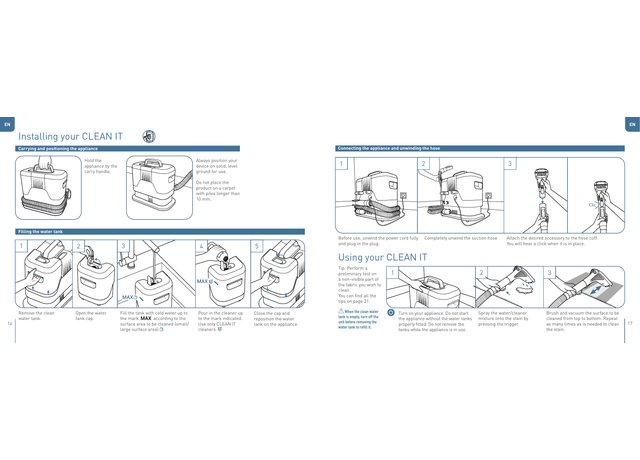 EN
Installing your CLEAN IT
Carrying and positioning the appliance
Hold the
appliance by the
carry handle.
Always position your
device on solid, level
ground for use.
Do not place the
product on a carpet
with piles longer than
10 mm.
Filling the water tank
1
2
3
4
5
MAX
MAX
Remove the clean
water tank.
Open the water
tank cap.
Fill the tank with cold water up to
the mark MAX according to the
surface area to be cleaned (small/
large surface area)
Pour in the cleaner up
to the mark indicated.
Use only CLEAN IT
cleaners.
Close the cap and
reposition the water
tank on the appliance.
16
EN
Connecting the appliance and unwinding the hose
1
2
3
Before use, unwind the power cord fully
and plug in the plug.
Completely unwind the suction hose
Attach the desired accessory to the hose cuff.
You will hear a click when it is in place.
Using your CLEAN IT
Tip: Perform a
preliminary test on
a non-visible part of
the fabric you wish to
clean.
You can find all the
tips on page 21
When the clean water
tank is empty, turn off the
unit before removing the
water tank to refill it.
1
2
3
Turn on your appliance. Do not start
the appliance without the water tanks
properly fitted. Do not remove the
tanks while the appliance is in use.
Spray the water/cleaner
mixture onto the stain by
pressing the trigger.
Brush and vacuum the surface to be
cleaned from top to bottom. Repeat
as many times as is needed to clean
the stain.
17